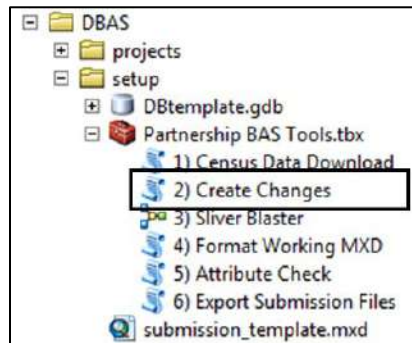 DBAS
projects
setup
DBtemplate.gdb
Partnership BAS Tools.tbx
1) Census Data Download
2) Create Changes
3) Sliver Blaster
4) Format Working MXD
5) Attribute Check
6) Export Submission Files
submission_template.mxd